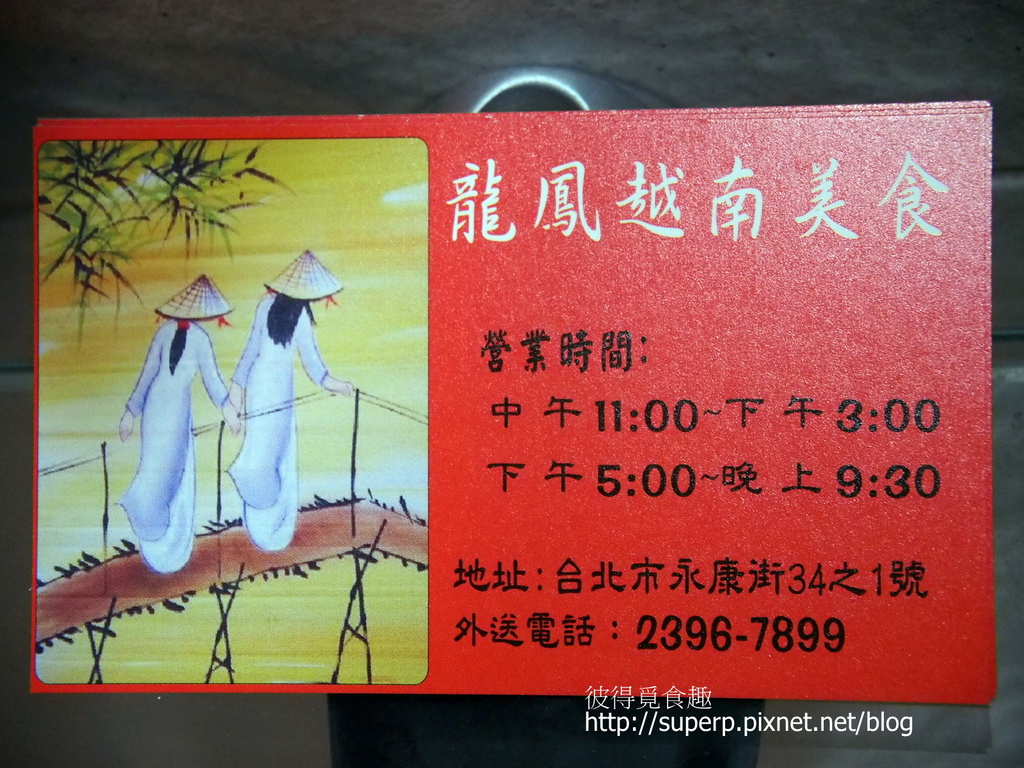 龍鳳越南美食
營業時間:
中午11:00~下午3:00
下午5:00~晚上9:30
地址:台北市永康街34之1號
外送電話:2396-7899
彼得覓食趣
http://superp.pixnet.net/blog